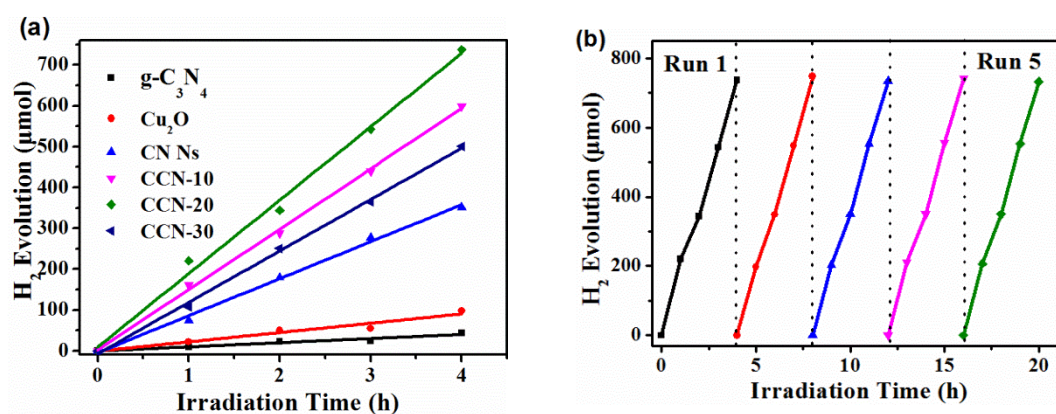 (a)
H2 Evolution (μmol)
700
600
500
400
300
200
100
0
g-C3N4
Cu2O
CN Ns
CCN-10
CCN-20
CCN-30
0 1 2 3 4
Irradiation Time (h)
(b)
H2 Evolution (μmol)
800
600
400
200
0
Run 1
Run 5
0 5 10 15 20
Irradiation Time (h)